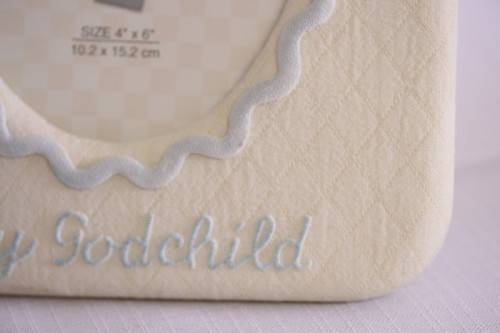 SIZE 4" x 6"
10.2 x 15.2 cm
y Godchild